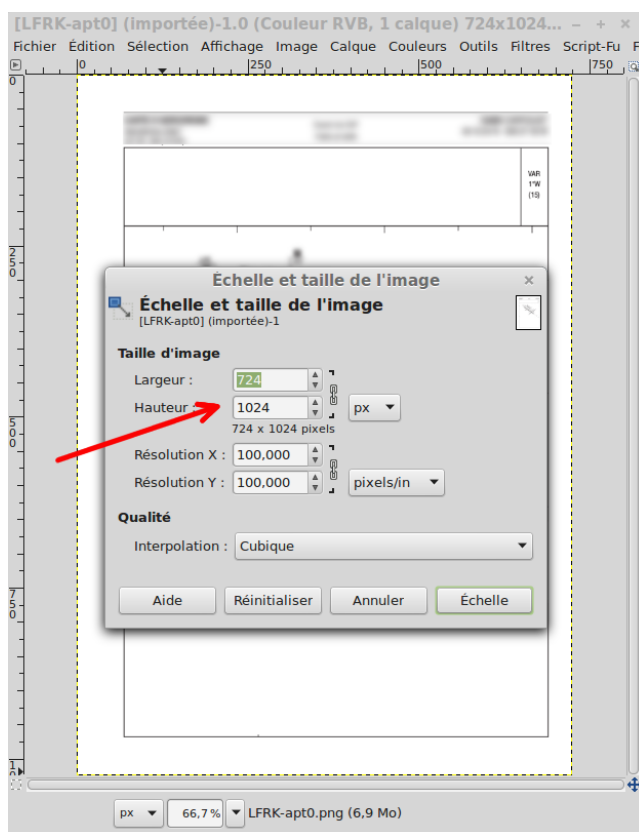 [LFRK-apt0] (importée)-1.0 (Couleur RVB, 1 calque) 724x1024... – + ×
Fichier Édition Sélection Affichage Image Calque Couleurs Outils Filtres Script-Fu F
0 250 500 750
0
VAR
1°W
(15)
250
Échelle et taille de l'image ×
Échelle et taille de l'image
[LFRK-apt0] (importée)-1
Taille d'image
Largeur : 724
Hauteur : 1024 px
724 x 1024 pixels
500
Résolution X : 100,000
Résolution Y : 100,000 pixels/in
Qualité
Interpolation : Cubique
750
Aide Réinitialiser Annuler Échelle
px 66,7 % LFRK-apt0.png (6,9 Mo)